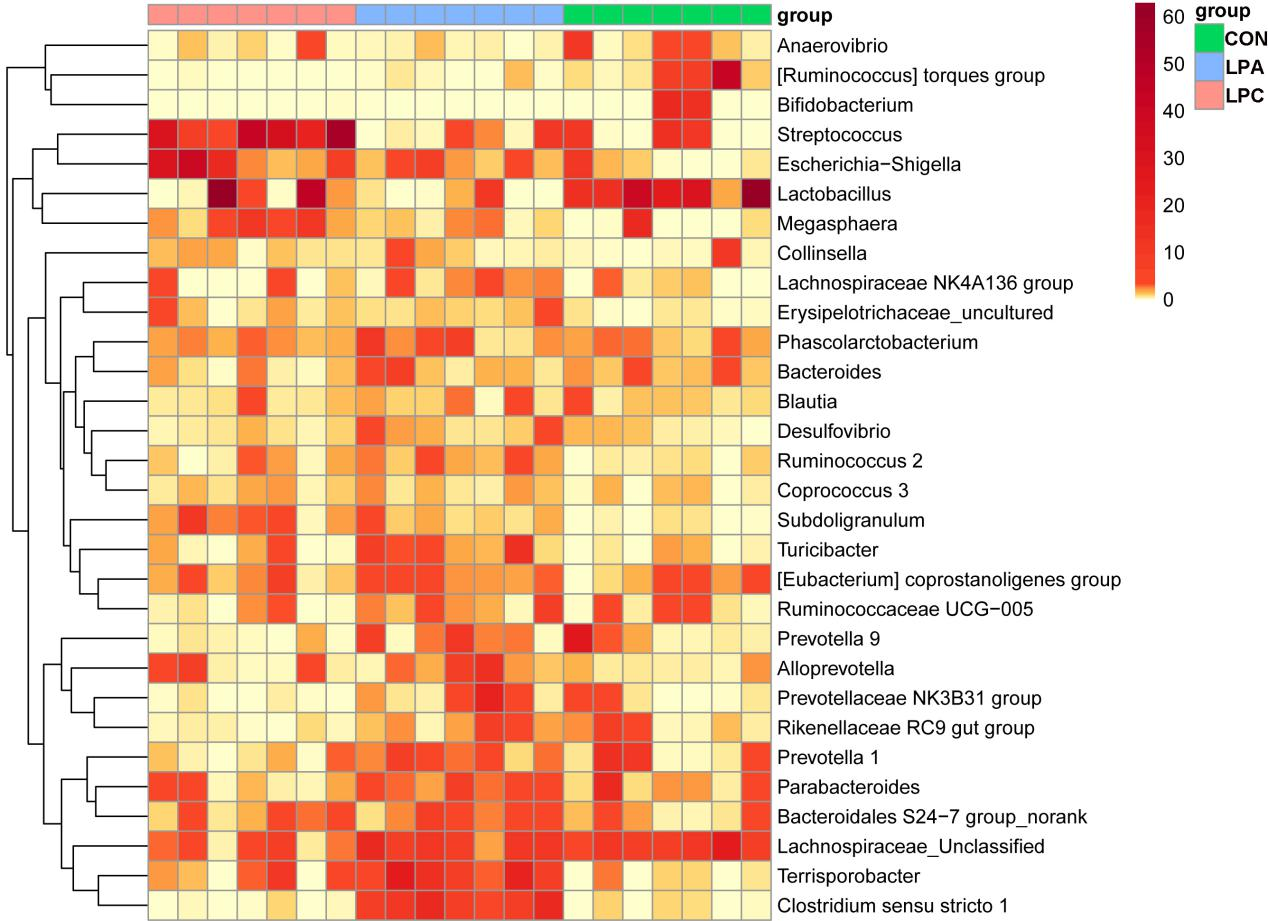 group
Anaerovibrio
[Ruminococcus] torques group
Bifidobacterium
Streptococcus
Escherichia−Shigella
Lactobacillus
Megasphaera
Collinsella
Lachnospiraceae NK4A136 group
Erysipelotrichaceae_uncultured
Phascolarctobacterium
Bacteroides
Blautia
Desulfovibrio
Ruminococcus 2
Coprococcus 3
Subdoligranulum
Turicibacter
[Eubacterium] coprostanoligenes group
Ruminococcaceae UCG−005
Prevotella 9
Alloprevotella
Prevotellaceae NK3B31 group
Rikenellaceae RC9 gut group
Prevotella 1
Parabacteroides
Bacteroidales S24−7 group_norank
Lachnospiraceae_Unclassified
Terrisporobacter
Clostridium sensu stricto 1
60
50
40
30
20
10
0
group
CON
LPA
LPC